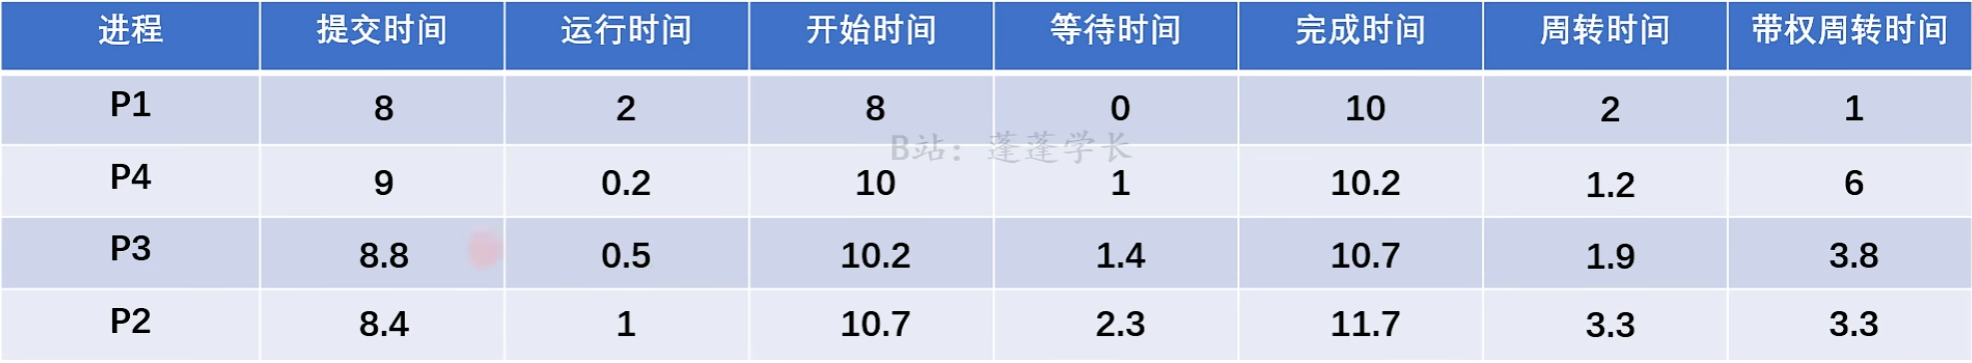 进程 提交时间 运行时间 开始时间 等待时间 完成时间 周转时间 带权周转时间
P1 8 2 8 0 10 2 1
B站：蓬蓬学长
P4 9 0.2 10 1 10.2 1.2 6
P3 8.8 0.5 10.2 1.4 10.7 1.9 3.8
P2 8.4 1 10.7 2.3 11.7 3.3 3.3